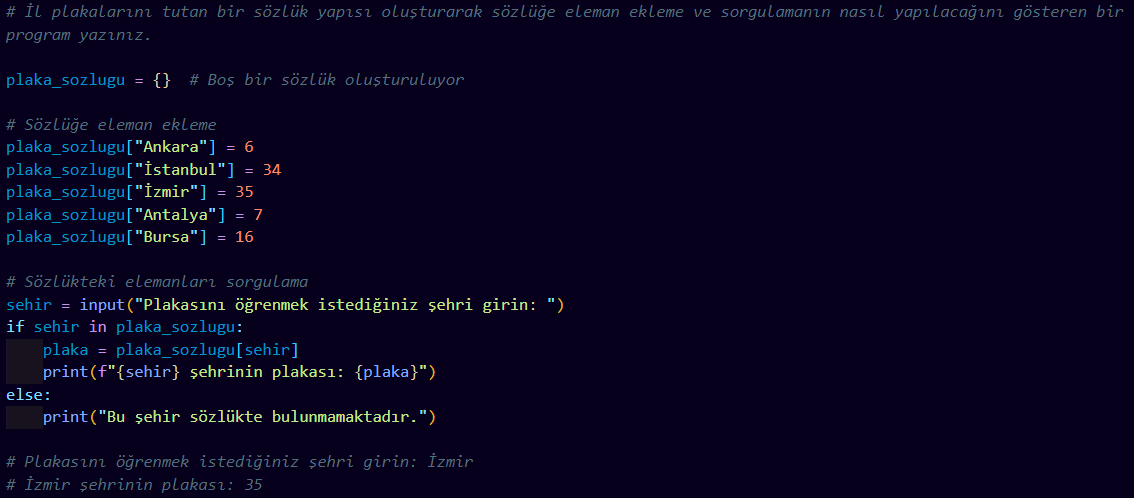 # İl plakalarını tutan bir sözlük yapısı oluşturarak sözlüğe eleman ekleme ve sorgulamanın nasıl yapılacağını gösteren bir
program yazınız.
plaka_sozlugu = {}  # Boş bir sözlük oluşturuluyor
# Sözlüğe eleman ekleme
plaka_sozlugu["Ankara"] = 6
plaka_sozlugu["İstanbul"] = 34
plaka_sozlugu["İzmir"] = 35
plaka_sozlugu["Antalya"] = 7
plaka_sozlugu["Bursa"] = 16
# Sözlükteki elemanları sorgulama
sehir = input("Plakasını öğrenmek istediğiniz şehri girin: ")
if sehir in plaka_sozlugu:
    plaka = plaka_sozlugu[sehir]
    print(f"{sehir} şehrinin plakası: {plaka}")
else:
    print("Bu şehir sözlükte bulunmamaktadır.")
# Plakasını öğrenmek istediğiniz şehri girin: İzmir
# İzmir şehrinin plakası: 35